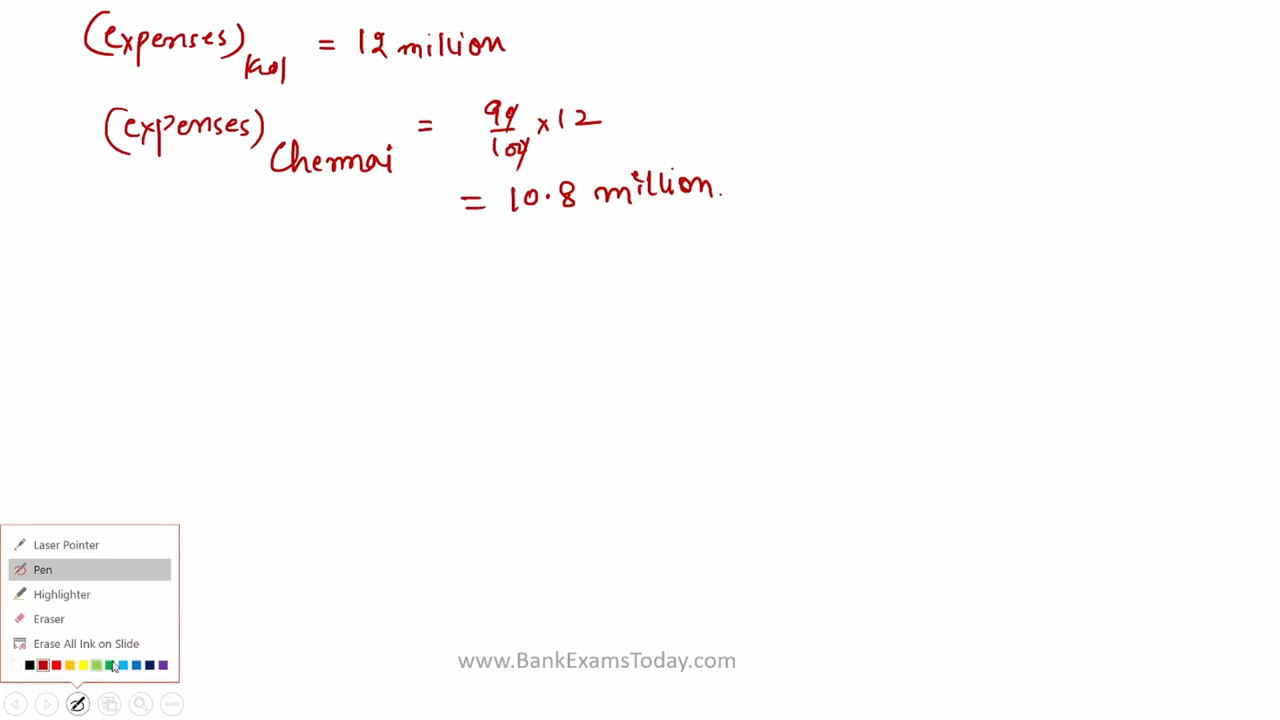 (expenses)Kol = 12 million
(expenses)Chennai = 90/100 × 12
= 10.8 million.
Laser Pointer
Pen
Highlighter
Eraser
Erase All Ink on Slide
www.BankExamsToday.com